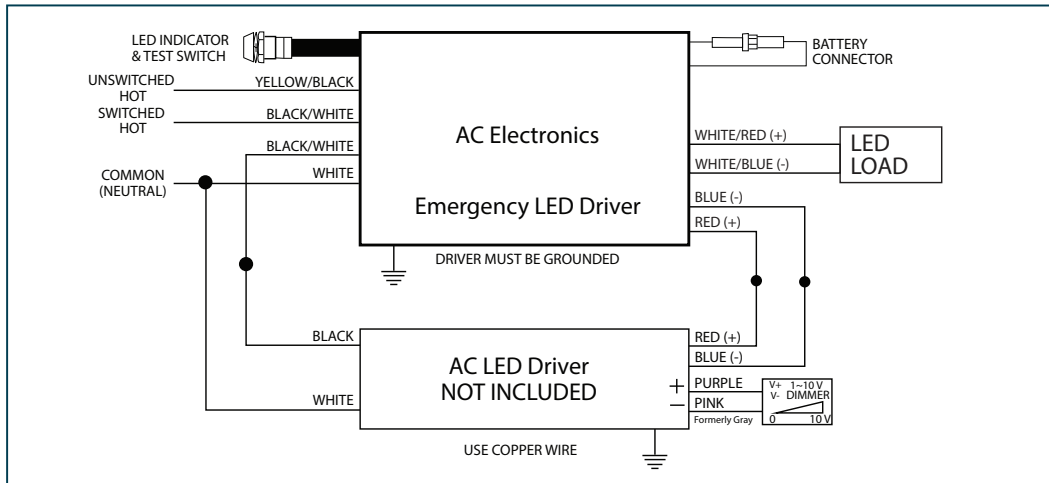 LED INDICATOR
& TEST SWITCH
BATTERY
CONNECTOR
UNSWITCHED
HOT
YELLOW/BLACK
SWITCHED
HOT
BLACK/WHITE
BLACK/WHITE
COMMON
(NEUTRAL)
WHITE
AC Electronics
Emergency LED Driver
WHITE/RED (+)
WHITE/BLUE (-)
LED
LOAD
BLUE (-)
RED (+)
DRIVER MUST BE GROUNDED
BLACK
WHITE
AC LED Driver
NOT INCLUDED
RED (+)
BLUE (-)
+ PURPLE
− PINK
Formerly Gray
V+ 1~10 V
V- DIMMER
0 10 V
USE COPPER WIRE